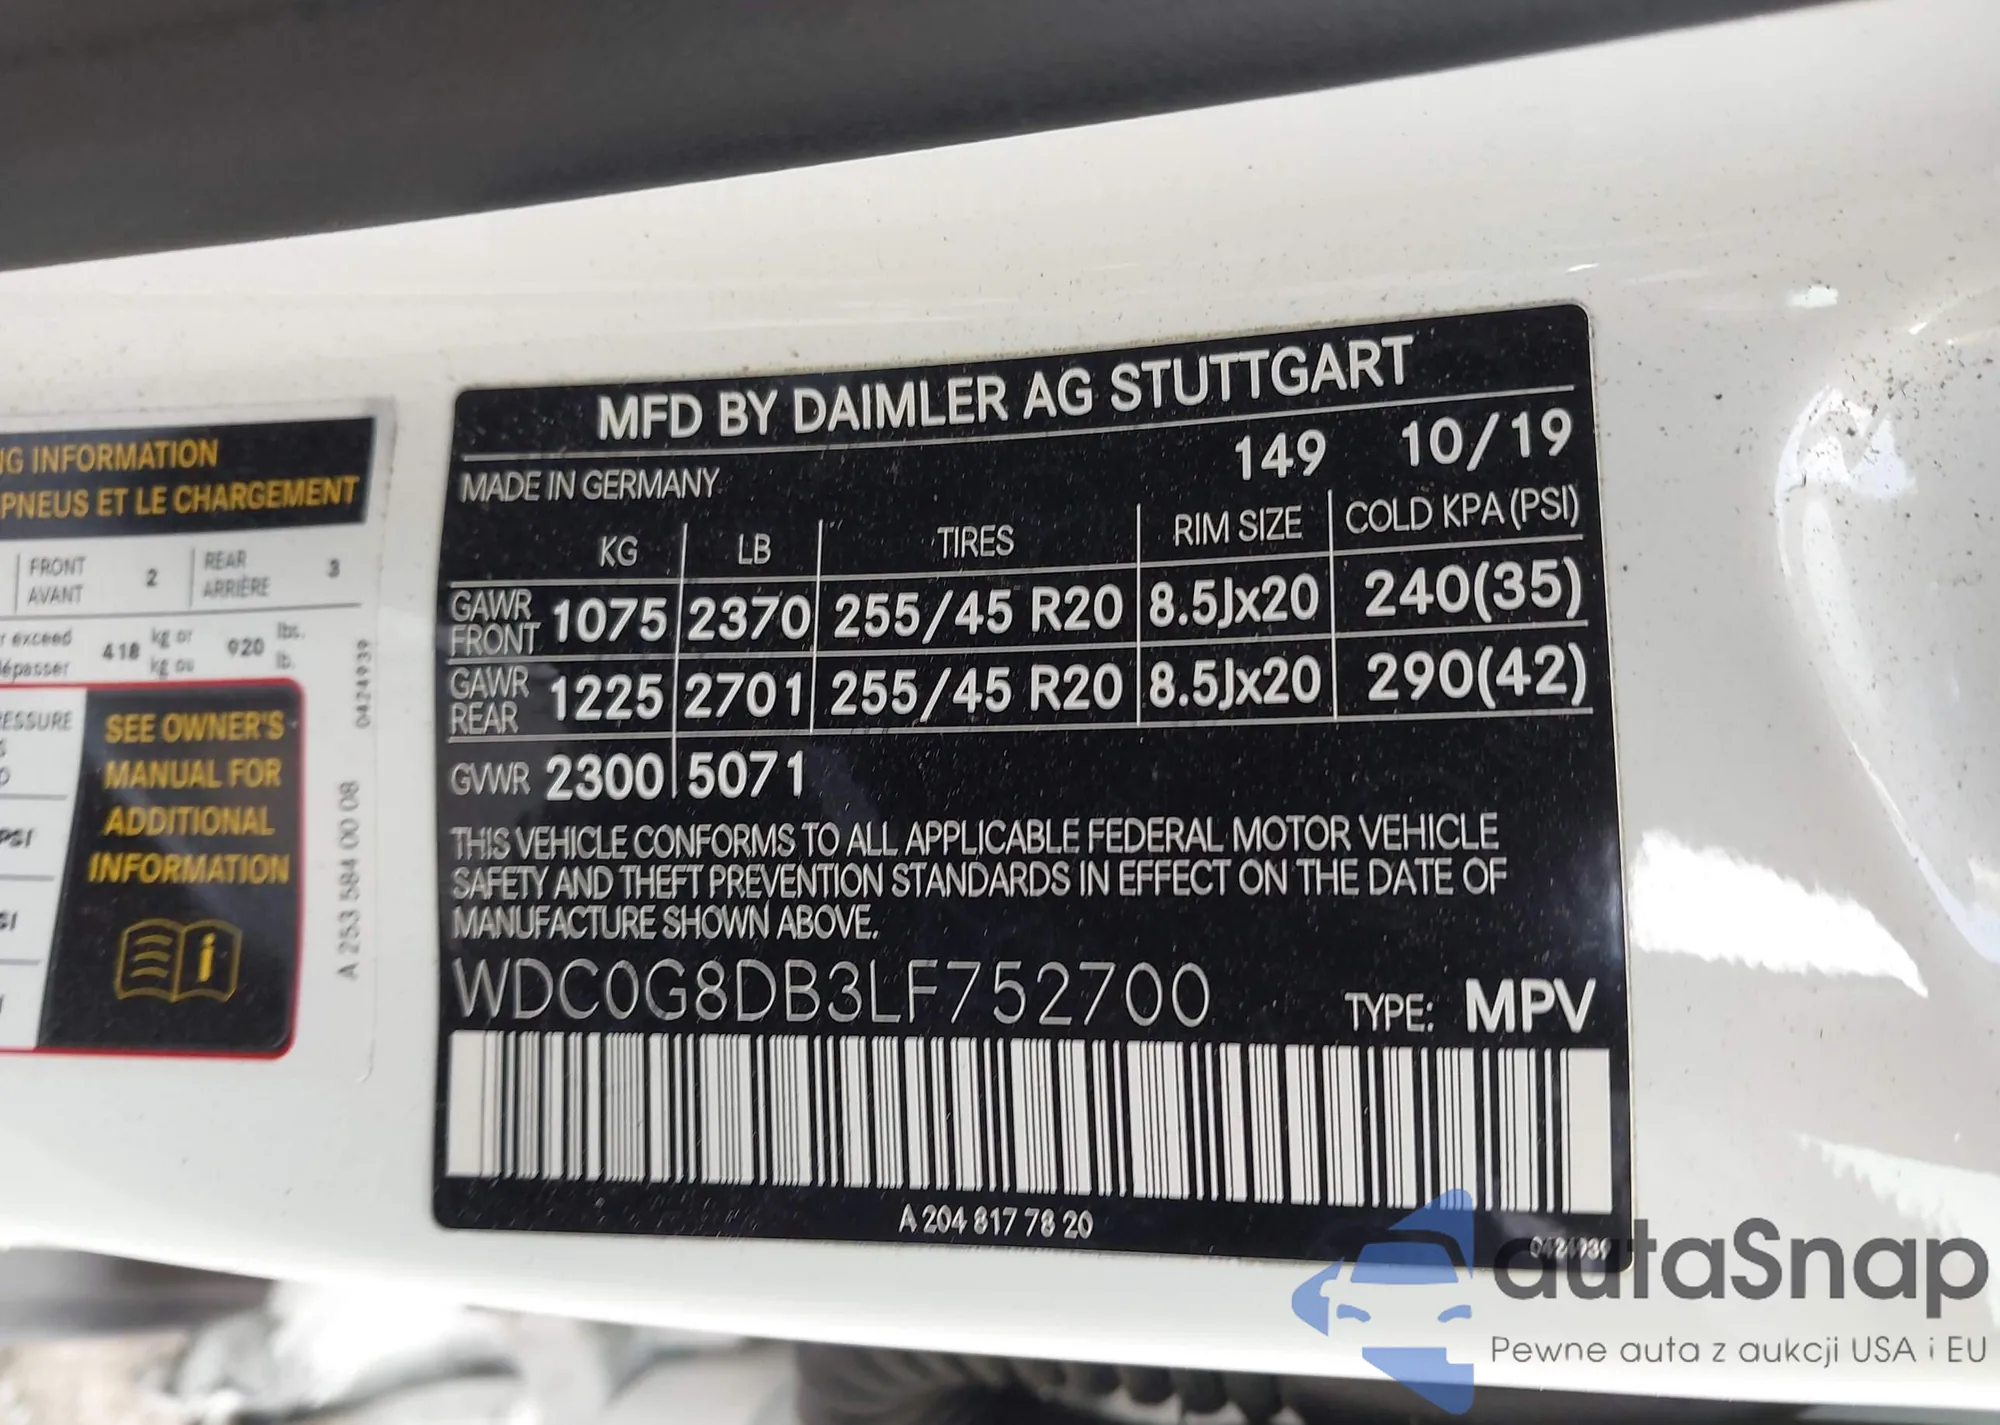 NG INFORMATION
PNEUS ET LE CHARGEMENT
FRONT 2 REAR 3
AVANT ARRIÈRE
exceed 418 kg or 920 lbs.
dépasser kg ou lb.
SEE OWNER'S
MANUAL FOR
ADDITIONAL
INFORMATION
i
PSI
0424939
A 253 584 00 08
MFD BY DAIMLER AG STUTTGART
MADE IN GERMANY 149 10/19
KG LB TIRES RIM SIZE COLD KPA (PSI)
GAWR FRONT 1075 2370 255/45 R20 8.5Jx20 240(35)
GAWR REAR 1225 2701 255/45 R20 8.5Jx20 290(42)
GVWR 2300 5071
THIS VEHICLE CONFORMS TO ALL APPLICABLE FEDERAL MOTOR VEHICLE
SAFETY AND THEFT PREVENTION STANDARDS IN EFFECT ON THE DATE OF
MANUFACTURE SHOWN ABOVE.
WDC0G8DB3LF752700 TYPE: MPV
A 204 817 78 20
0424939
autaSnap
Pewne auta z aukcji USA i EU